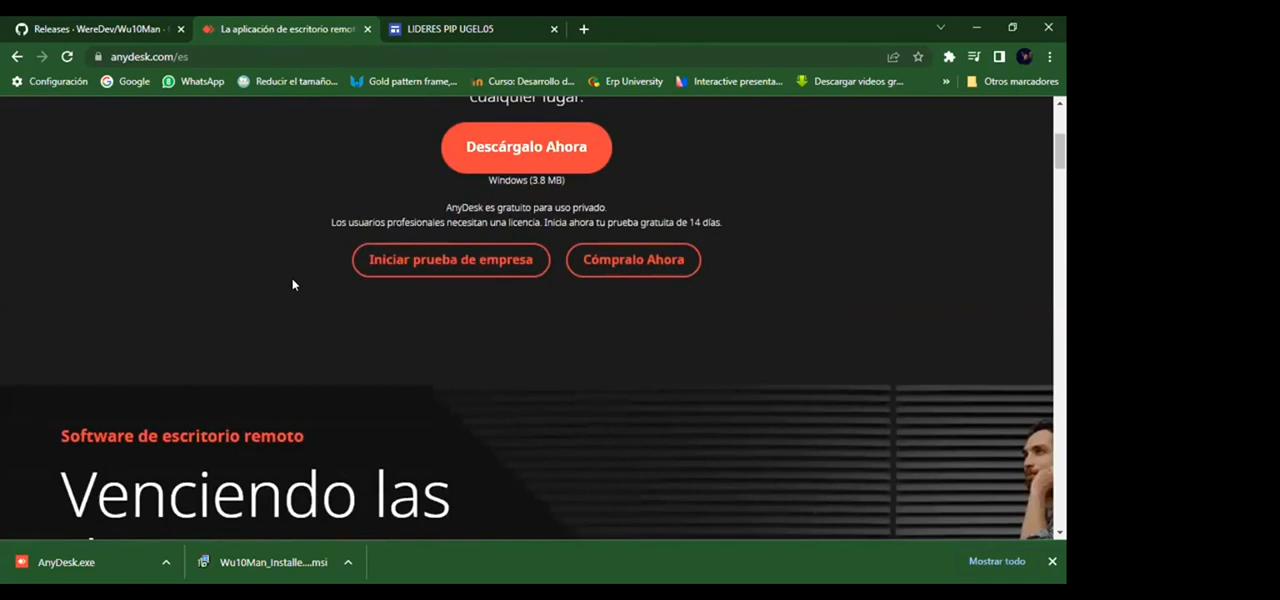 Releases · WereDev/Wu10Man ·
La aplicación de escritorio remot
LIDERES PIP UGEL.05
anydesk.com/es
Configuración
Google
WhatsApp
Reducir el tamaño...
Gold pattern frame,...
Curso: Desarrollo d...
Erp University
Interactive presenta...
Descargar videos gr...
»
Otros marcadores
cualquier lugar.
Descárgalo Ahora
Windows (3.8 MB)
AnyDesk es gratuito para uso privado.
Los usuarios profesionales necesitan una licencia. Inicia ahora tu prueba gratuita de 14 días.
Iniciar prueba de empresa
Cómpralo Ahora
Software de escritorio remoto
Venciendo las
AnyDesk.exe
Wu10Man_Installe....msi
Mostrar todo